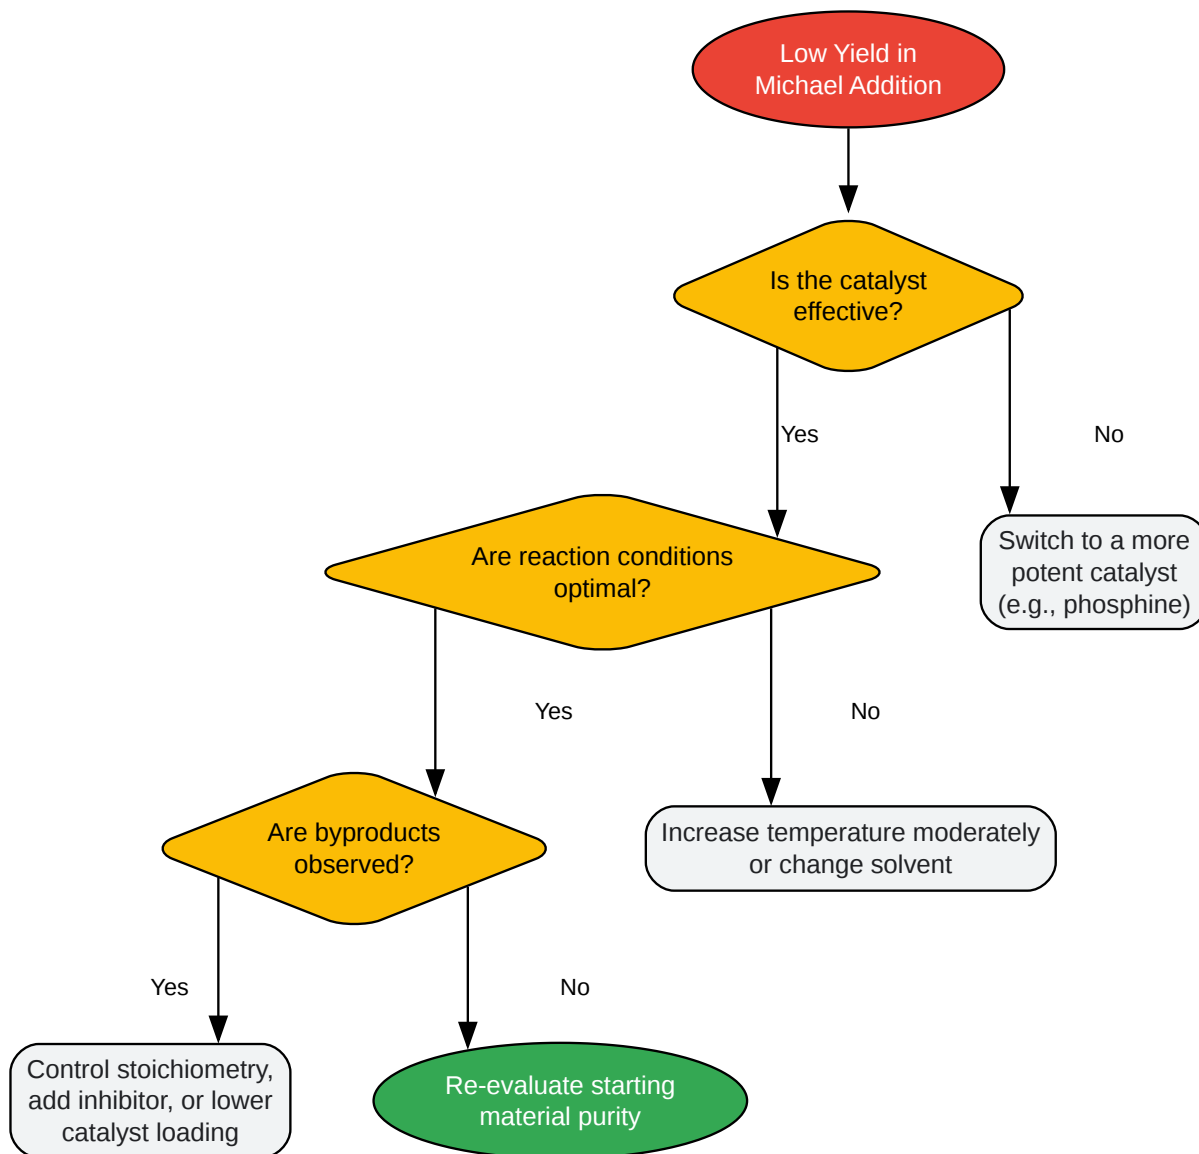 Low Yield in
Michael Addition
Is the catalyst
effective?
Yes
No
Are reaction conditions
optimal?
Switch to a more
potent catalyst
(e.g., phosphine)
Yes
No
Are byproducts
observed?
Increase temperature moderately
or change solvent
Yes
No
Control stoichiometry,
add inhibitor, or lower
catalyst loading
Re-evaluate starting
material purity